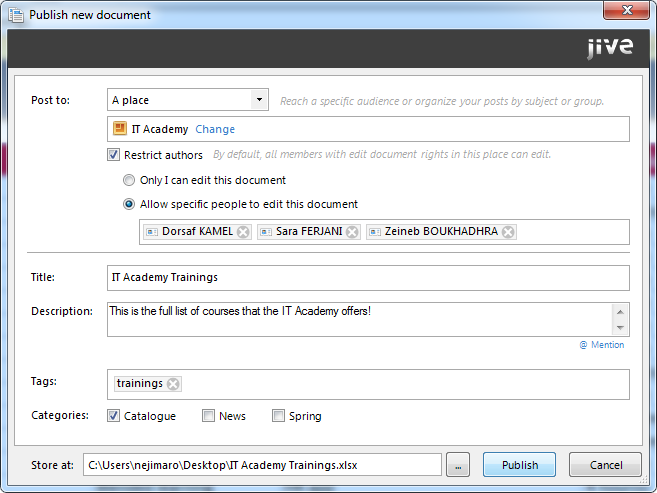 Publish new document
jive
Post to: A place Reach a specific audience or organize your posts by subject or group.
IT Academy Change
Restrict authors By default, all members with edit document rights in this place can edit.
Only I can edit this document
Allow specific people to edit this document
Dorsaf KAMEL Sara FERJANI Zeineb BOUKHADHRA
Title: IT Academy Trainings
Description: This is the full list of courses that the IT Academy offers!
@ Mention
Tags: trainings
Categories: Catalogue News Spring
Store at: C:\Users\nejimaro\Desktop\IT Academy Trainings.xlsx ... Publish Cancel